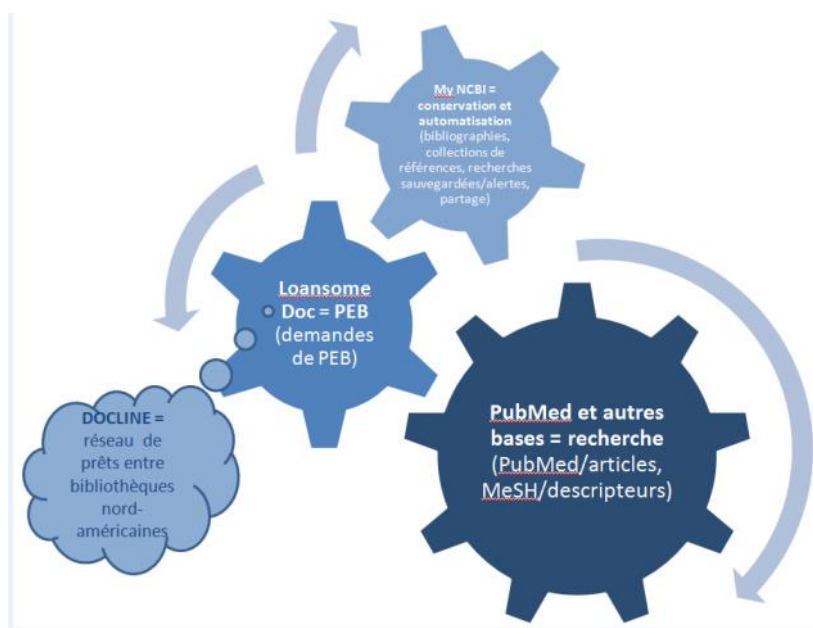 My NCBI =
conservation et
automatisation
(bibliographies,
collections de
références, recherches
sauvegardées/alertes,
partage)
Loansome
Doc = PEB
(demandes
de PEB)
DOCLINE =
réseau de
prêts entre
bibliothèques
nord-
américaines
PubMed et autres
bases = recherche
(PubMed/articles,
MeSH/descripteurs)